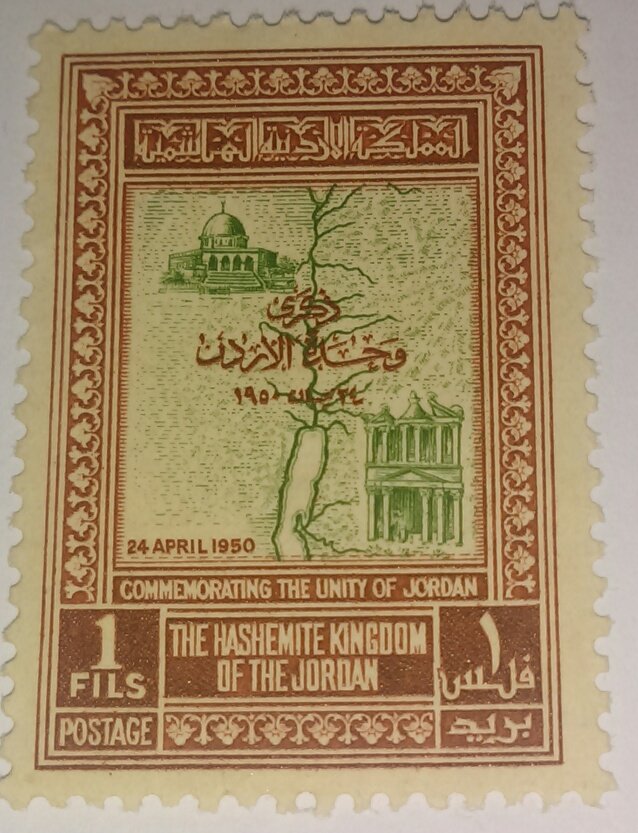 المملكة الأردنية الهاشمية
ذكرى
وحدة الأردن
٢٤ نيسان ١٩٥٠
24 APRIL 1950
COMMEMORATING THE UNITY OF JORDAN
1
FILS
THE HASHEMITE KINGDOM
OF THE JORDAN
١
فلس
POSTAGE
بريد